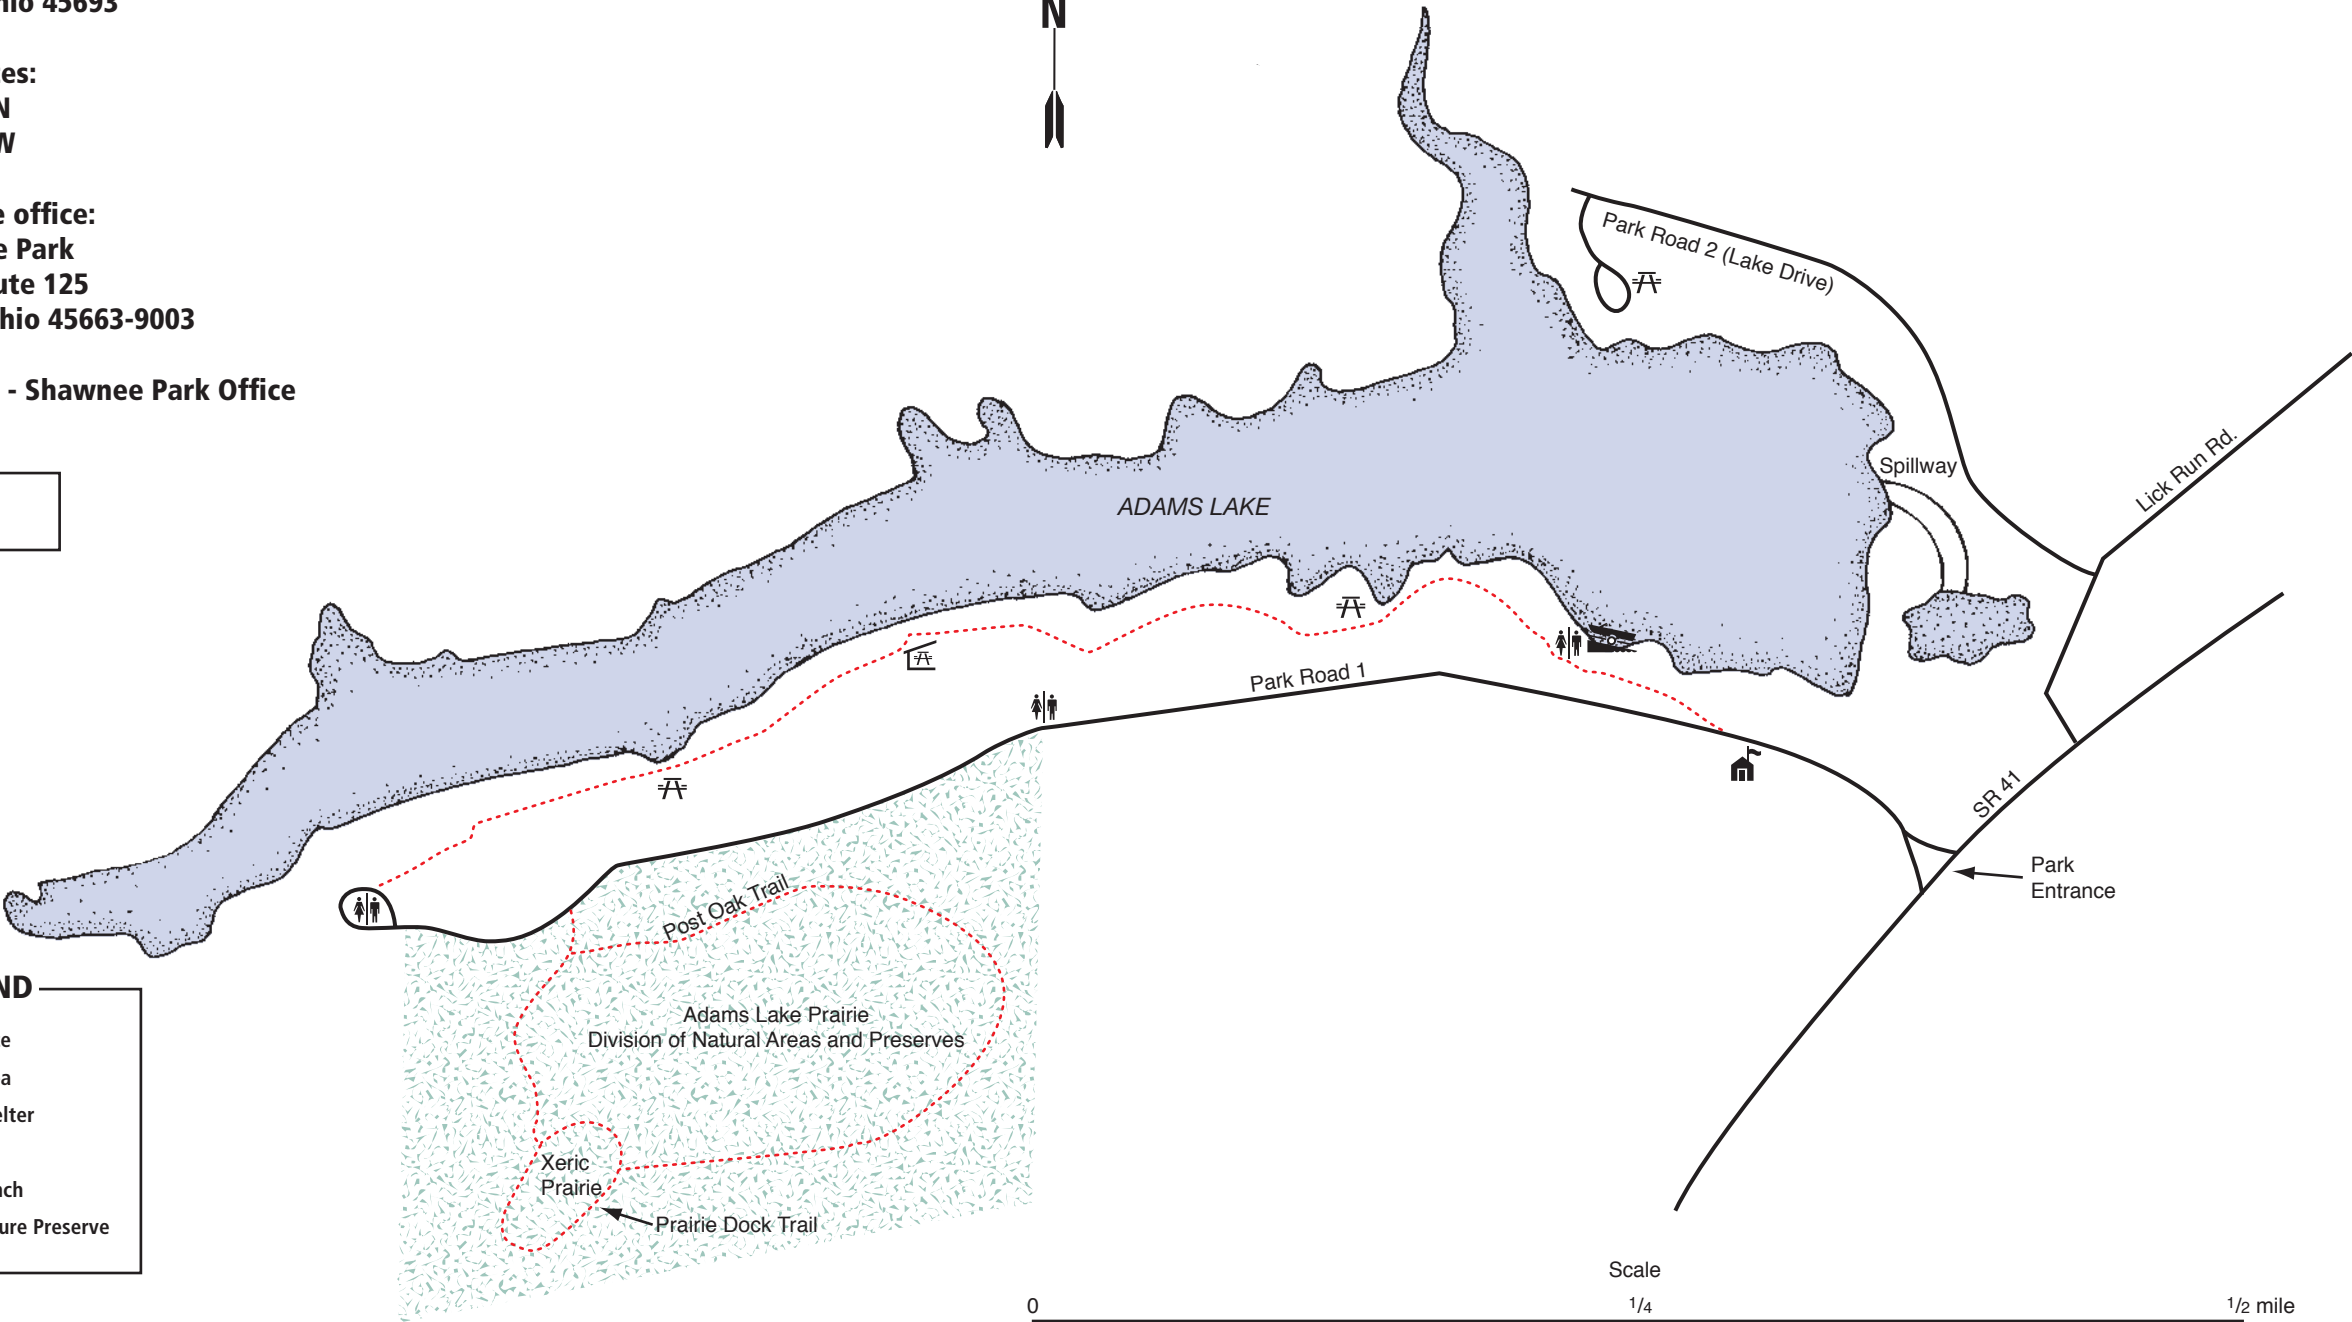 hio 45693
es:
N
W
e office:
e Park
ute 125
hio 45663-9003
- Shawnee Park Office
N
Park Road 2 (Lake Drive)
Lick Run Rd.
Spillway
ADAMS LAKE
Park Road 1
SR 41
Park
Entrance
Post Oak Trail
Adams Lake Prairie
Division of Natural Areas and Preserves
Xeric
Prairie
Prairie Dock Trail
ND
e
a
elter
ch
ure Preserve
Scale
0
1/4
1/2 mile